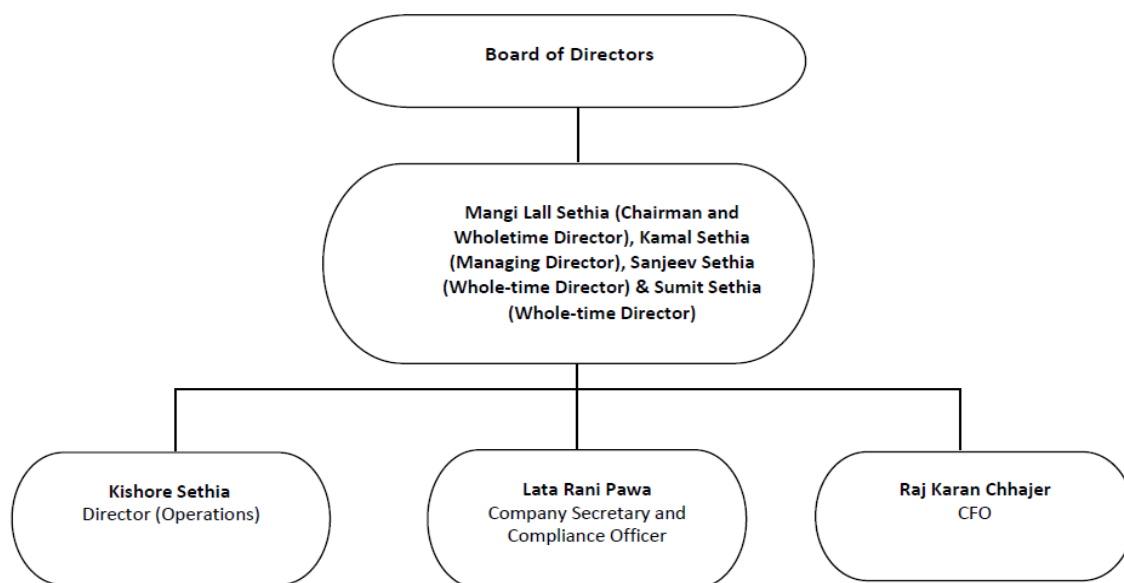 Board of Directors
Mangi Lall Sethia (Chairman and
Wholetime Director), Kamal Sethia
(Managing Director), Sanjeev Sethia
(Whole-time Director) & Sumit Sethia
(Whole-time Director)
Kishore Sethia
Director (Operations)
Lata Rani Pawa
Company Secretary and
Compliance Officer
Raj Karan Chhajer
CFO